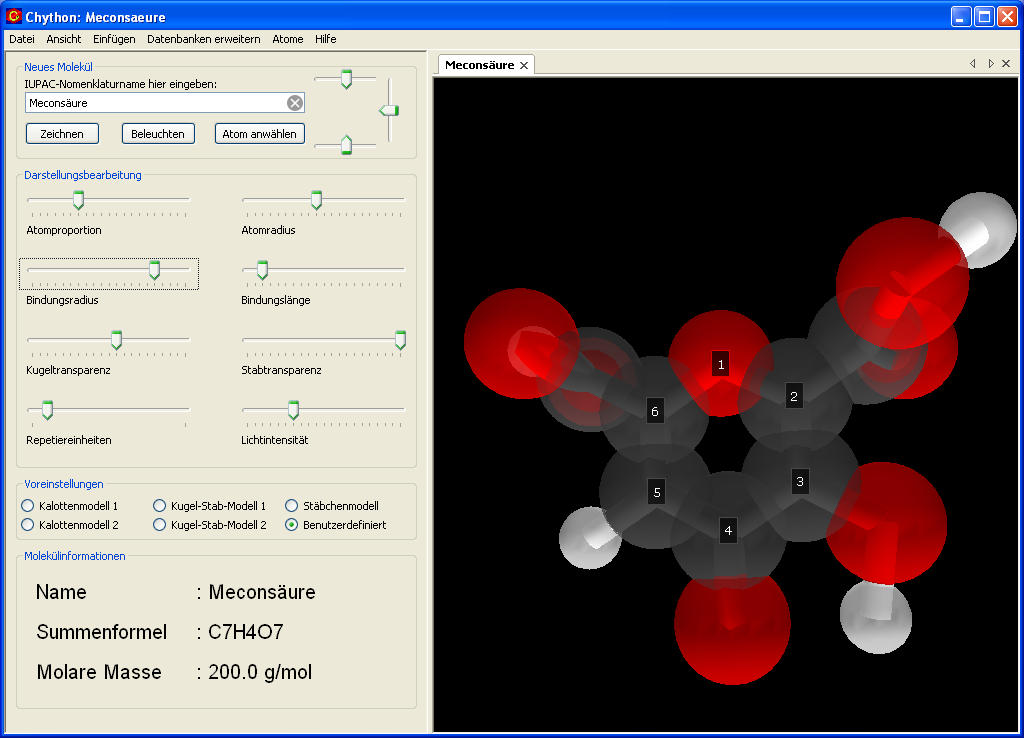 Chython: Meconsaeure
Datei Ansicht Einfügen Datenbanken erweitern Atome Hilfe
Neues Molekül
IUPAC-Nomenklaturname hier eingeben:
Meconsäure
Zeichnen Beleuchten Atom anwählen
Darstellungsbearbeitung
Atomproportion Atomradius
Bindungsradius Bindungslänge
Kugeltransparenz Stabtransparenz
Repetiereinheiten Lichtintensität
Voreinstellungen
Kalottenmodell 1 Kugel-Stab-Modell 1 Stäbchenmodell
Kalottenmodell 2 Kugel-Stab-Modell 2 Benutzerdefiniert
Molekülinformationen
Name : Meconsäure
Summenformel : C7H4O7
Molare Masse : 200.0 g/mol
Meconsäure
1
2
6
3
5
4